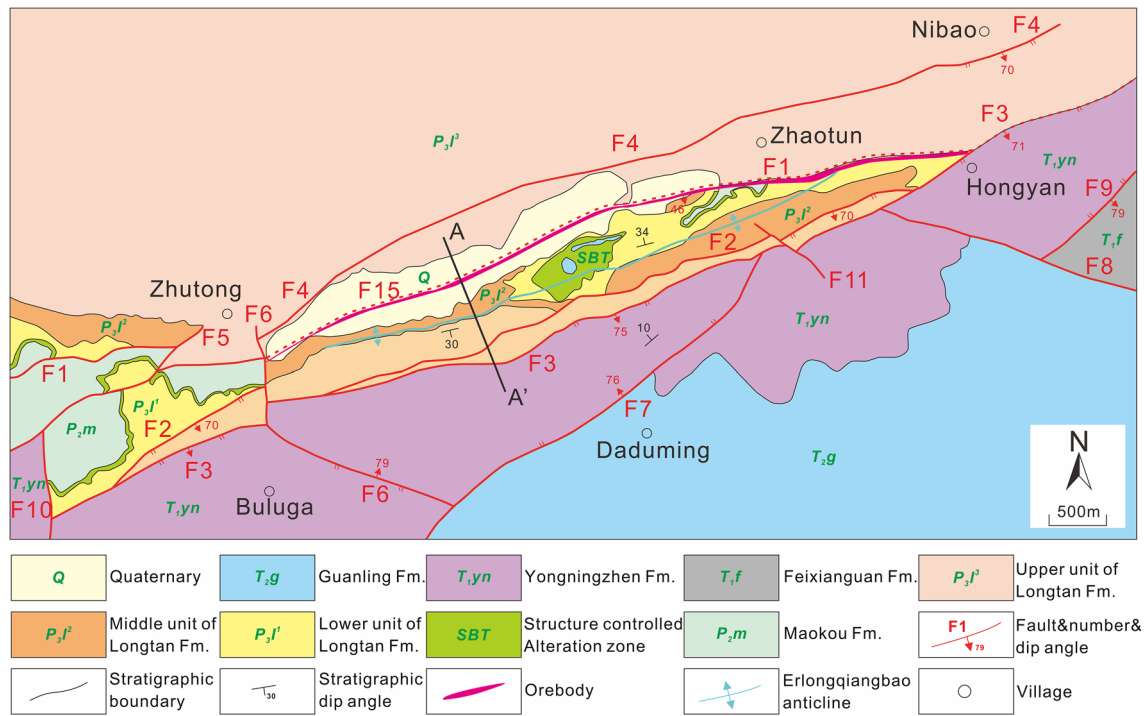 Nibao
F4
70
P₃l³
F4
Zhaotun
F3
71
T₁yn
F1
Hongyan
F9
79
T₁f
F8
46
P₃l²
70
F2
34
SBT
A
Q
F15
P₃l²
F11
Zhutong
F4
F6
F5
P₃l²
F1
30
75
10
T₁yn
F3
A’
76
F7
P₃l¹
F2
70
P₂m
F3
79
F6
Daduming
T₂g
T₁yn
F10
T₁yn
Buluga
N
500m
Q Quaternary
T₂g Guanling Fm.
T₁yn Yongningzhen Fm.
T₁f Feixianguan Fm.
P₃l³ Upper unit of
Longtan Fm.
P₃l² Middle unit of
Longtan Fm.
P₃l¹ Lower unit of
Longtan Fm.
SBT Structure controlled
Alteration zone
P₂m Maokou Fm.
F1 79 Fault&number&
dip angle
Stratigraphic
boundary
30 Stratigraphic
dip angle
Orebody
Erlongqiangbao
anticline
Village